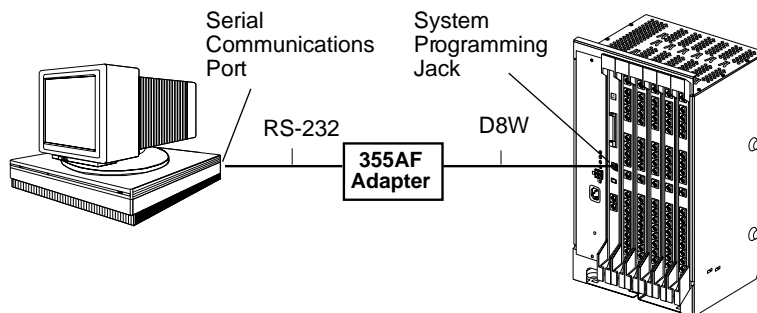 Serial
Communications
Port
System
Programming
Jack
RS-232
355AF
Adapter
D8W